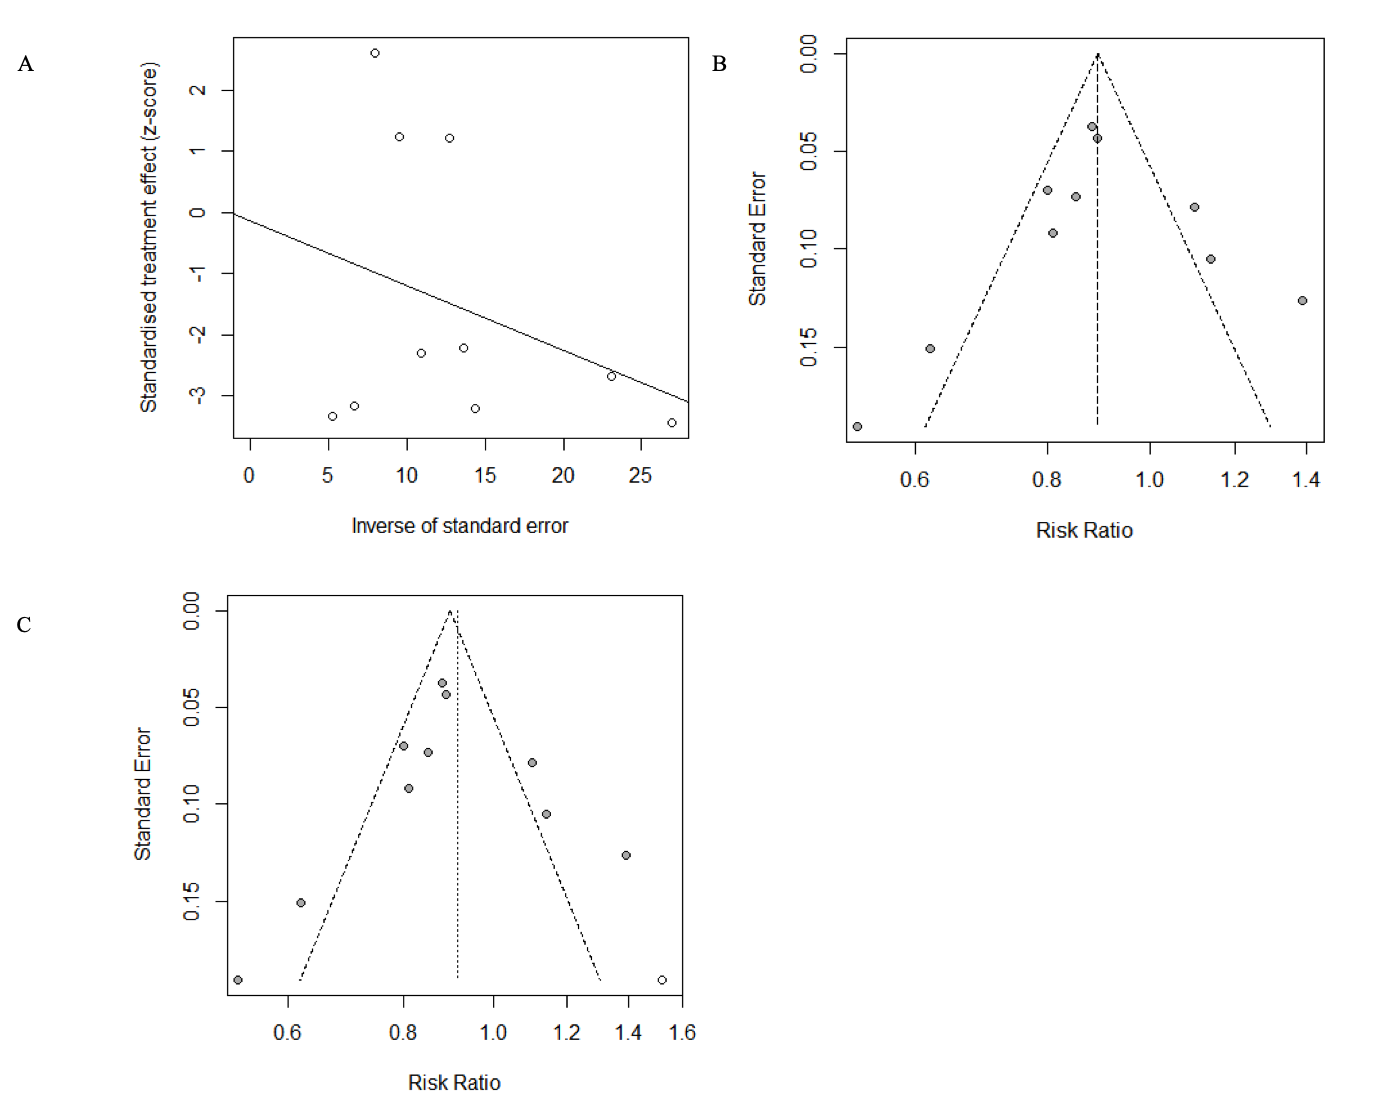 A
Standardised treatment effect (z-score)
2
1
0
-1
-2
-3
0 5 10 15 20 25
Inverse of standard error
B
Standard Error
0.00
0.05
0.10
0.15
0.6 0.8 1.0 1.2 1.4
Risk Ratio
C
Standard Error
0.00
0.05
0.10
0.15
0.6 0.8 1.0 1.2 1.4 1.6
Risk Ratio